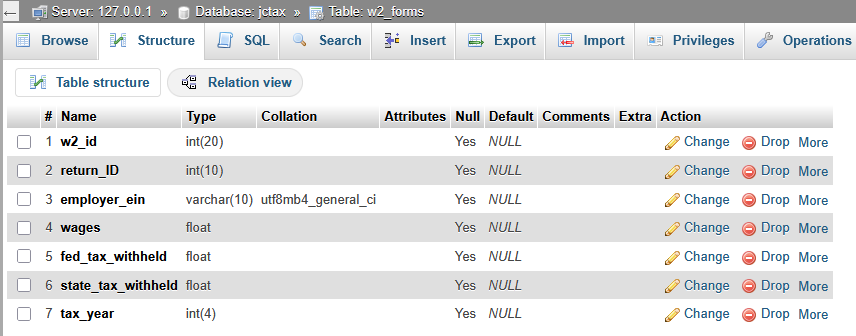 ← Server: 127.0.0.1 » Database: jctax » Table: w2_forms
Browse Structure SQL Search Insert Export Import Privileges Operations
Table structure Relation view
# Name Type Collation Attributes Null Default Comments Extra Action
1 w2_id int(20) Yes NULL Change Drop More
2 return_ID int(10) Yes NULL Change Drop More
3 employer_ein varchar(10) utf8mb4_general_ci Yes NULL Change Drop More
4 wages float Yes NULL Change Drop More
5 fed_tax_withheld float Yes NULL Change Drop More
6 state_tax_withheld float Yes NULL Change Drop More
7 tax_year int(4) Yes NULL Change Drop More